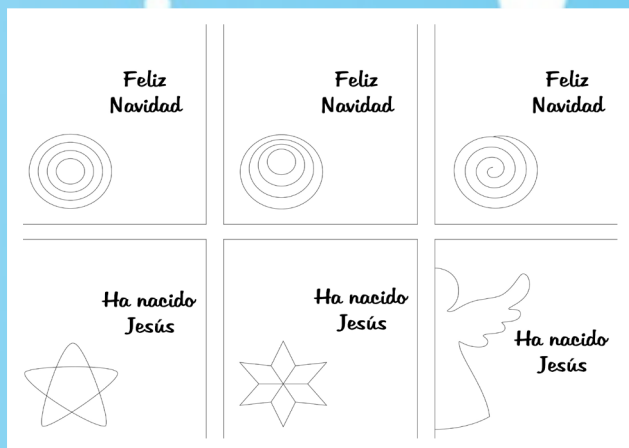 Feliz
Navidad
Feliz
Navidad
Feliz
Navidad
Ha nacido
Jesús
Ha nacido
Jesús
Ha nacido
Jesús